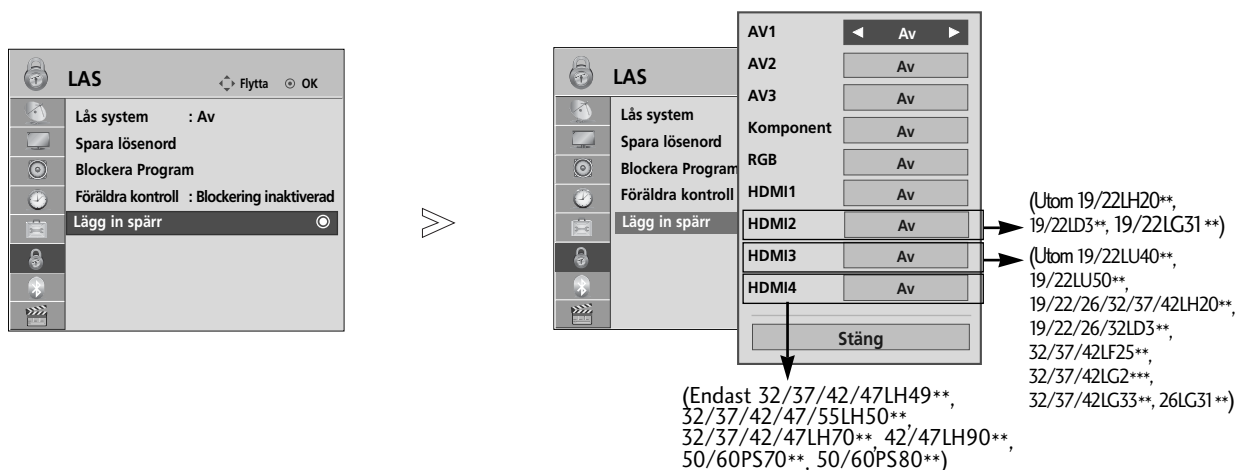 LAS
Flytta OK
Lås system : Av
Spara lösenord
Blockera Program
Föräldra kontroll : Blockering inaktiverad
Lägg in spärr
LAS
Lås system
Spara lösenord
Blockera Program
Föräldra kontroll
Lägg in spärr
AV1 Av
AV2 Av
AV3 Av
Komponent Av
RGB Av
HDMI1 Av
HDMI2 Av
HDMI3 Av
HDMI4 Av
Stäng
(Utom 19/22LH20**,
19/22LD3**, 19/22LG31**)
(Utom 19/22LU40**,
19/22LU50**,
19/22/26/32/37/42LH20**,
19/22/26/32LD3**,
32/37/42LF25**,
32/37/42LG2***,
32/37/42LG33**, 26LG31**)
(Endast 32/37/42/47LH49**,
32/37/42/47/55LH50**,
32/37/42/47LH70**, 42/47LH90**,
50/60PS70**, 50/60PS80**)